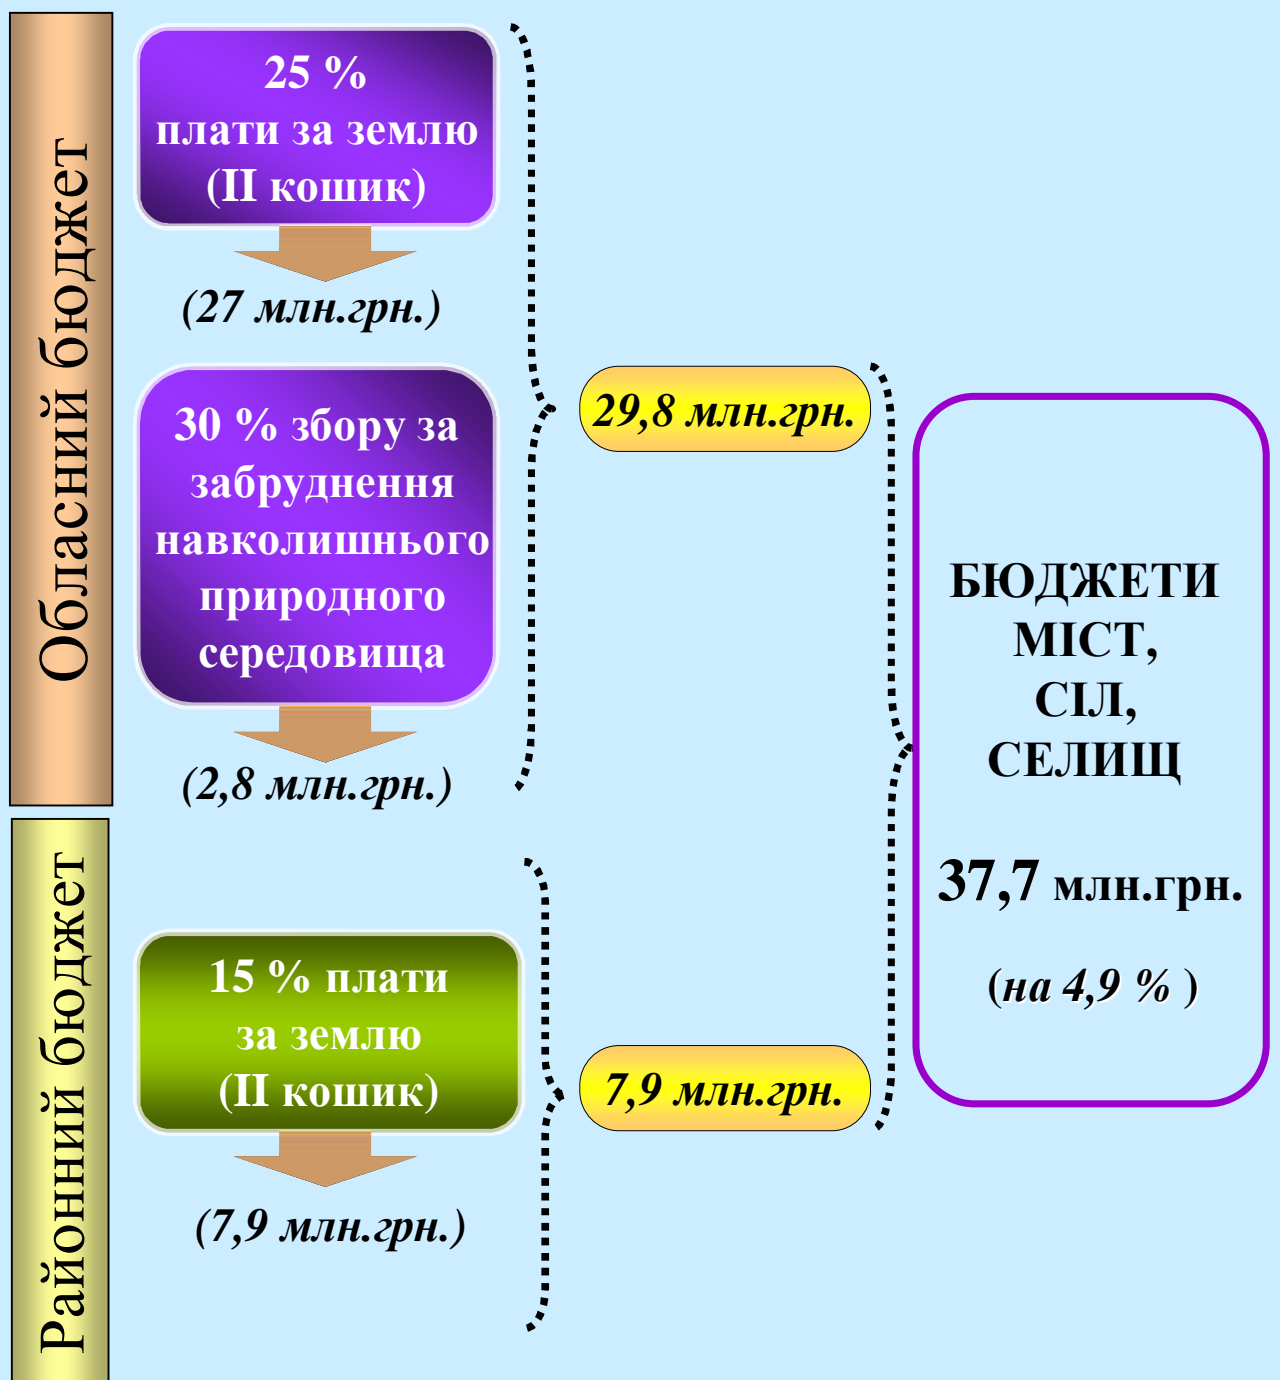 Обласний бюджет
25 %
плати за землю
(ІІ кошик)
(27 млн.грн.)
30 % збору за
забруднення
навколишнього
природного
середовища
(2,8 млн.грн.)
29,8 млн.грн.
Районний бюджет
15 % плати
за землю
(ІІ кошик)
(7,9 млн.грн.)
7,9 млн.грн.
БЮДЖЕТИ
МІСТ,
СІЛ,
СЕЛИЩ
37,7 млн.грн.
(на 4,9 % )